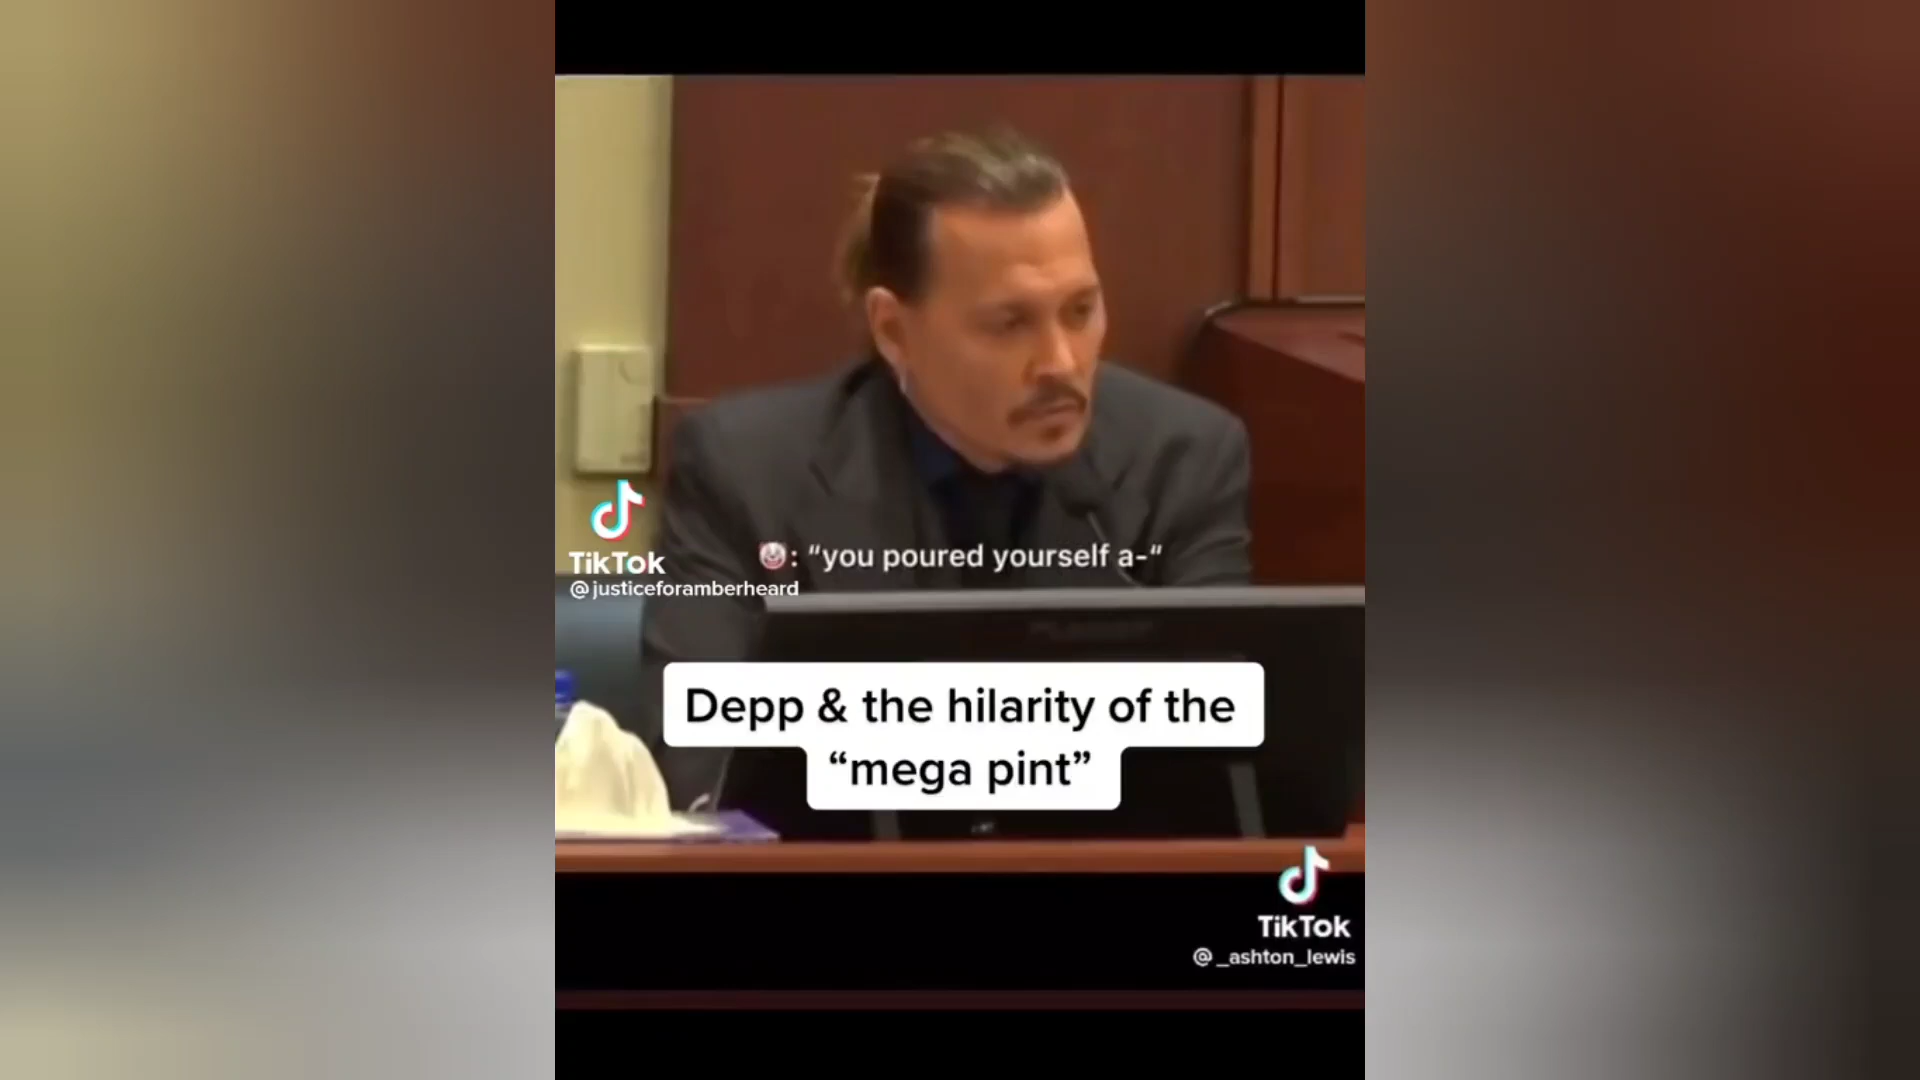 TikTok
@justiceforamberheard
🤡: “you poured yourself a-“
Depp & the hilarity of the
“mega pint”
TikTok
@_ashton_lewis